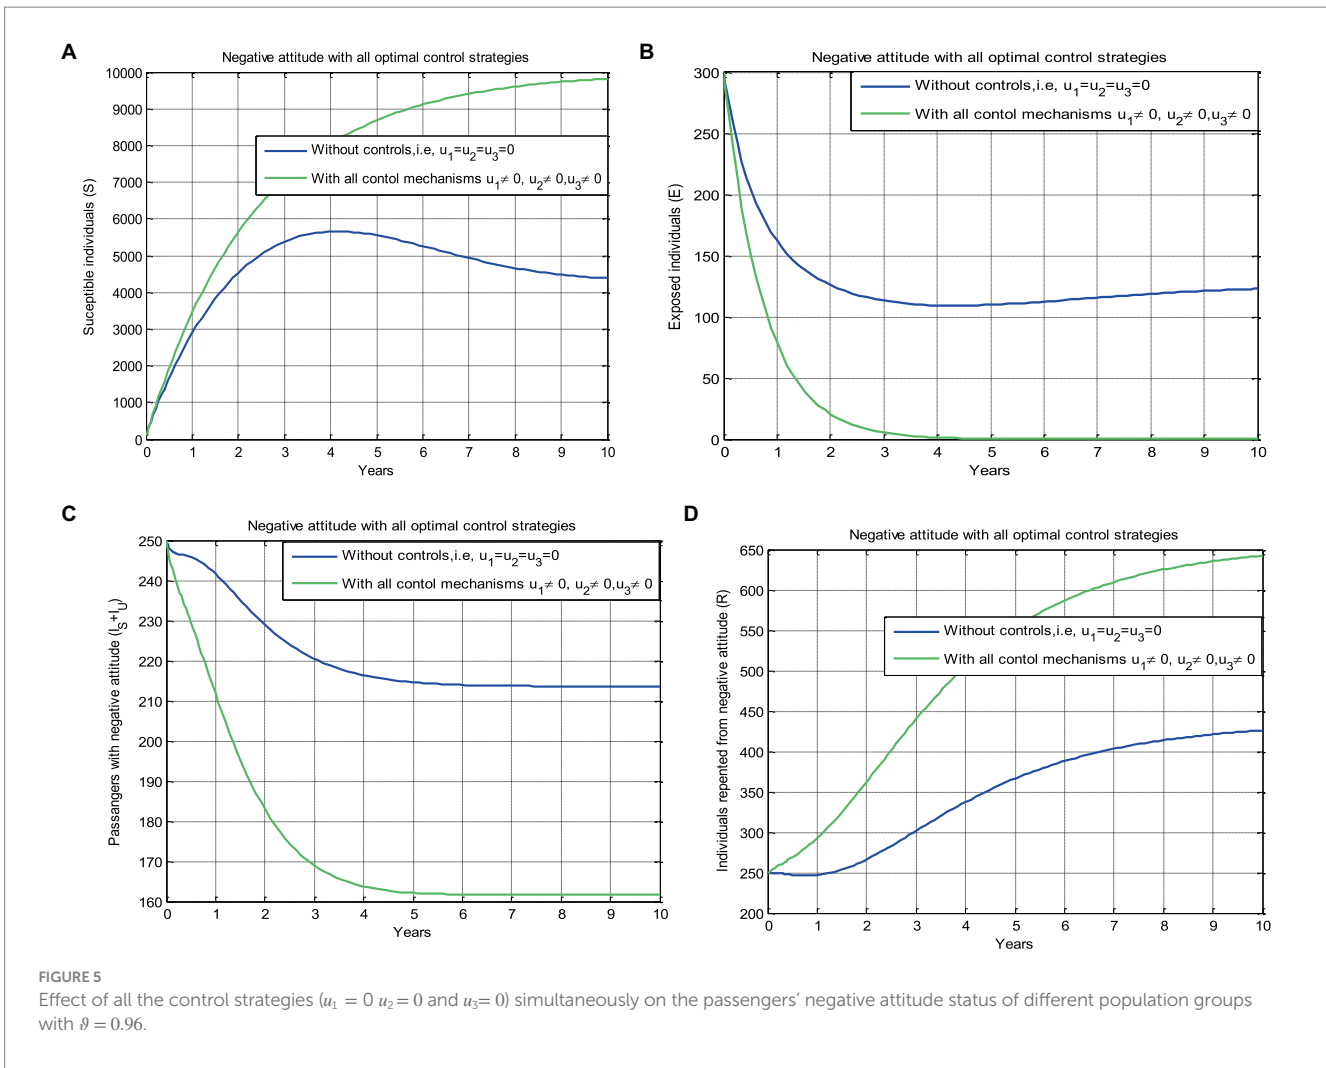 A
Negative attitude with all optimal control strategies
10000
9000
8000
7000
6000
5000
4000
3000
2000
1000
0
Suceptible individuals (S)
Without controls,i.e, u1=u2=u3=0
With all contol mechanisms u1≠ 0, u2≠ 0,u3≠ 0
0 1 2 3 4 5 6 7 8 9 10
Years
B
Negative attitude with all optimal control strategies
300
250
200
150
100
50
0
Exposed individuals (E)
Without controls,i.e, u1=u2=u3=0
With all contol mechanisms u1≠ 0, u2≠ 0,u3≠ 0
0 1 2 3 4 5 6 7 8 9 10
Years
C
Negative attitude with all optimal control strategies
250
240
230
220
210
200
190
180
170
160
Passangers with negative attitude (IS+IU)
Without controls,i.e, u1=u2=u3=0
With all contol mechanisms u1≠ 0, u2≠ 0,u3≠ 0
0 1 2 3 4 5 6 7 8 9 10
Years
D
Negative attitude with all optimal control strategies
650
600
550
500
450
400
350
300
250
200
Individuals repented from negative attitude (R)
Without controls,i.e, u1=u2=u3=0
With all contol mechanisms u1≠ 0, u2≠ 0,u3≠ 0
0 1 2 3 4 5 6 7 8 9 10
Years
FIGURE 5
Effect of all the control strategies (u1 = 0 u2 = 0 and u3= 0) simultaneously on the passengers’ negative attitude status of different population groups
with ϑ = 0.96.